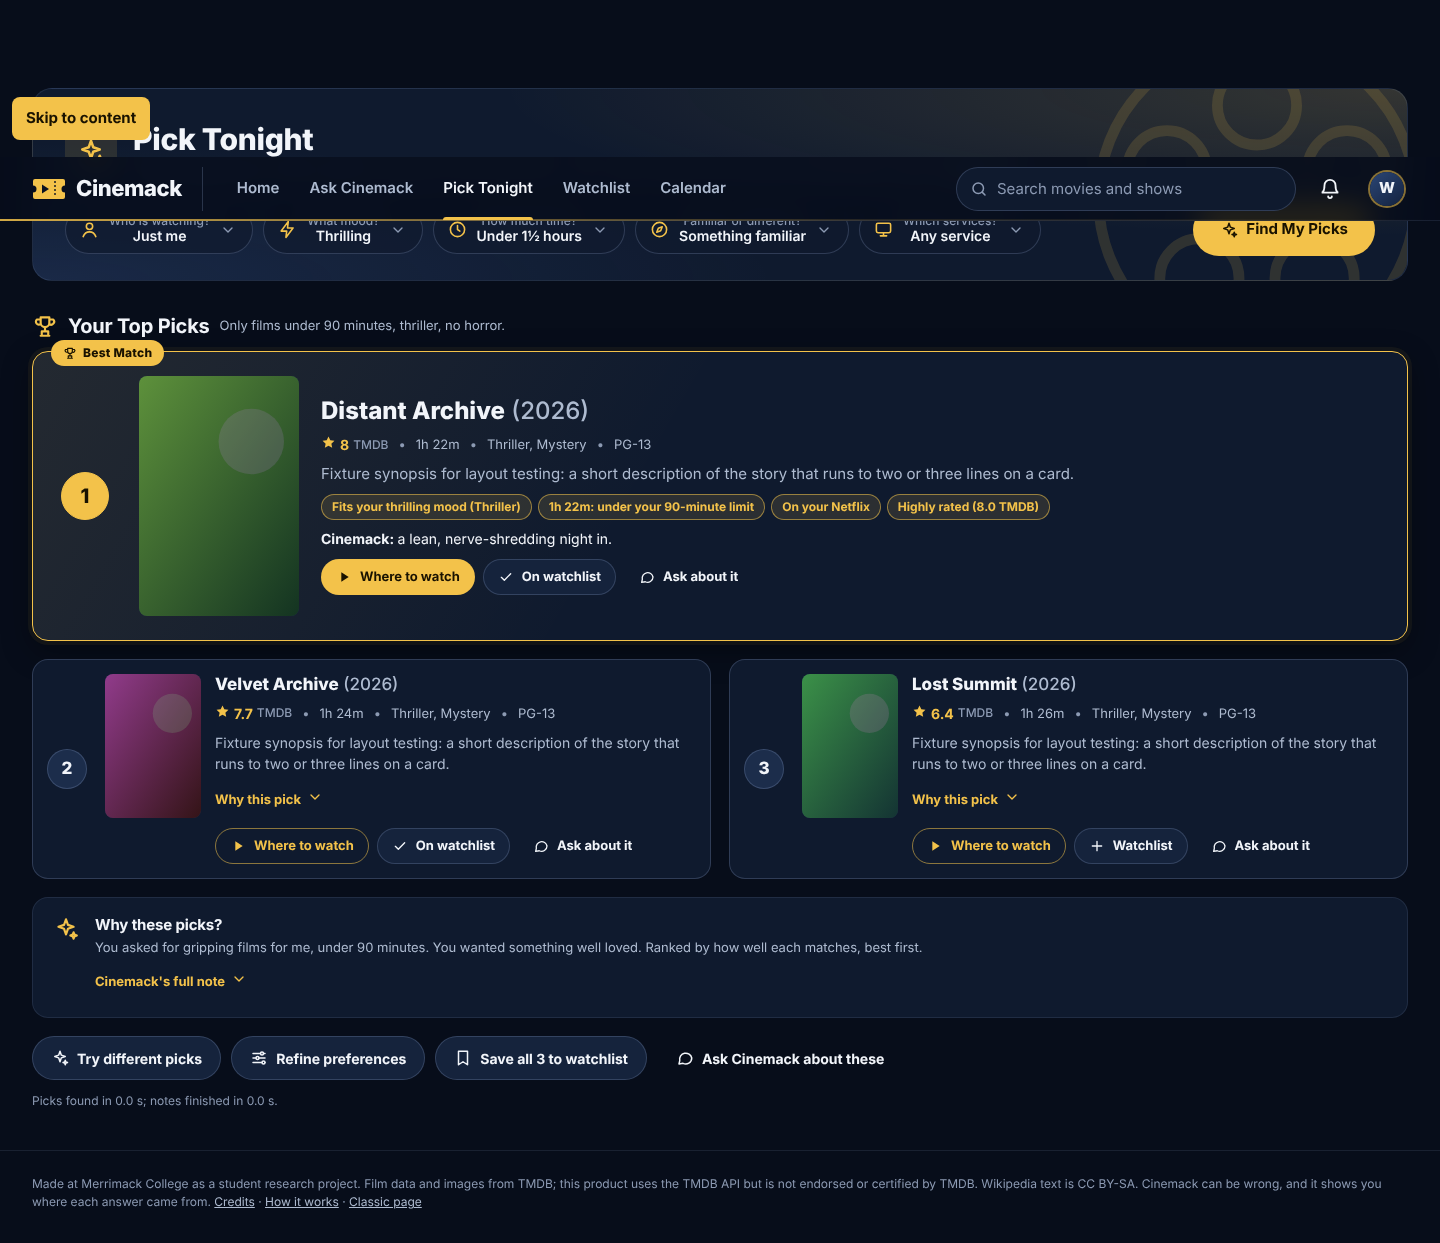 Skip to content
Pick Tonight
Cinemack
Home
Ask Cinemack
Pick Tonight
Watchlist
Calendar
Search movies and shows
W
Who is watching?
Just me
What mood?
Thrilling
How much time?
Under 1½ hours
Familiar or different?
Something familiar
Which services?
Any service
Find My Picks
Your Top Picks
Only films under 90 minutes, thriller, no horror.
Best Match
1
Distant Archive (2026)
8 TMDB • 1h 22m • Thriller, Mystery • PG-13
Fixture synopsis for layout testing: a short description of the story that runs to two or three lines on a card.
Fits your thrilling mood (Thriller)
1h 22m: under your 90-minute limit
On your Netflix
Highly rated (8.0 TMDB)
Cinemack: a lean, nerve-shredding night in.
Where to watch
On watchlist
Ask about it
2
Velvet Archive (2026)
7.7 TMDB • 1h 24m • Thriller, Mystery • PG-13
Fixture synopsis for layout testing: a short description of the story that
runs to two or three lines on a card.
Why this pick
Where to watch
On watchlist
Ask about it
3
Lost Summit (2026)
6.4 TMDB • 1h 26m • Thriller, Mystery • PG-13
Fixture synopsis for layout testing: a short description of the story that
runs to two or three lines on a card.
Why this pick
Where to watch
Watchlist
Ask about it
Why these picks?
You asked for gripping films for me, under 90 minutes. You wanted something well loved. Ranked by how well each matches, best first.
Cinemack's full note
Try different picks
Refine preferences
Save all 3 to watchlist
Ask Cinemack about these
Picks found in 0.0 s; notes finished in 0.0 s.
Made at Merrimack College as a student research project. Film data and images from TMDB; this product uses the TMDB API but is not endorsed or certified by TMDB. Wikipedia text is CC BY-SA. Cinemack can be wrong, and it shows you
where each answer came from. Credits · How it works · Classic page